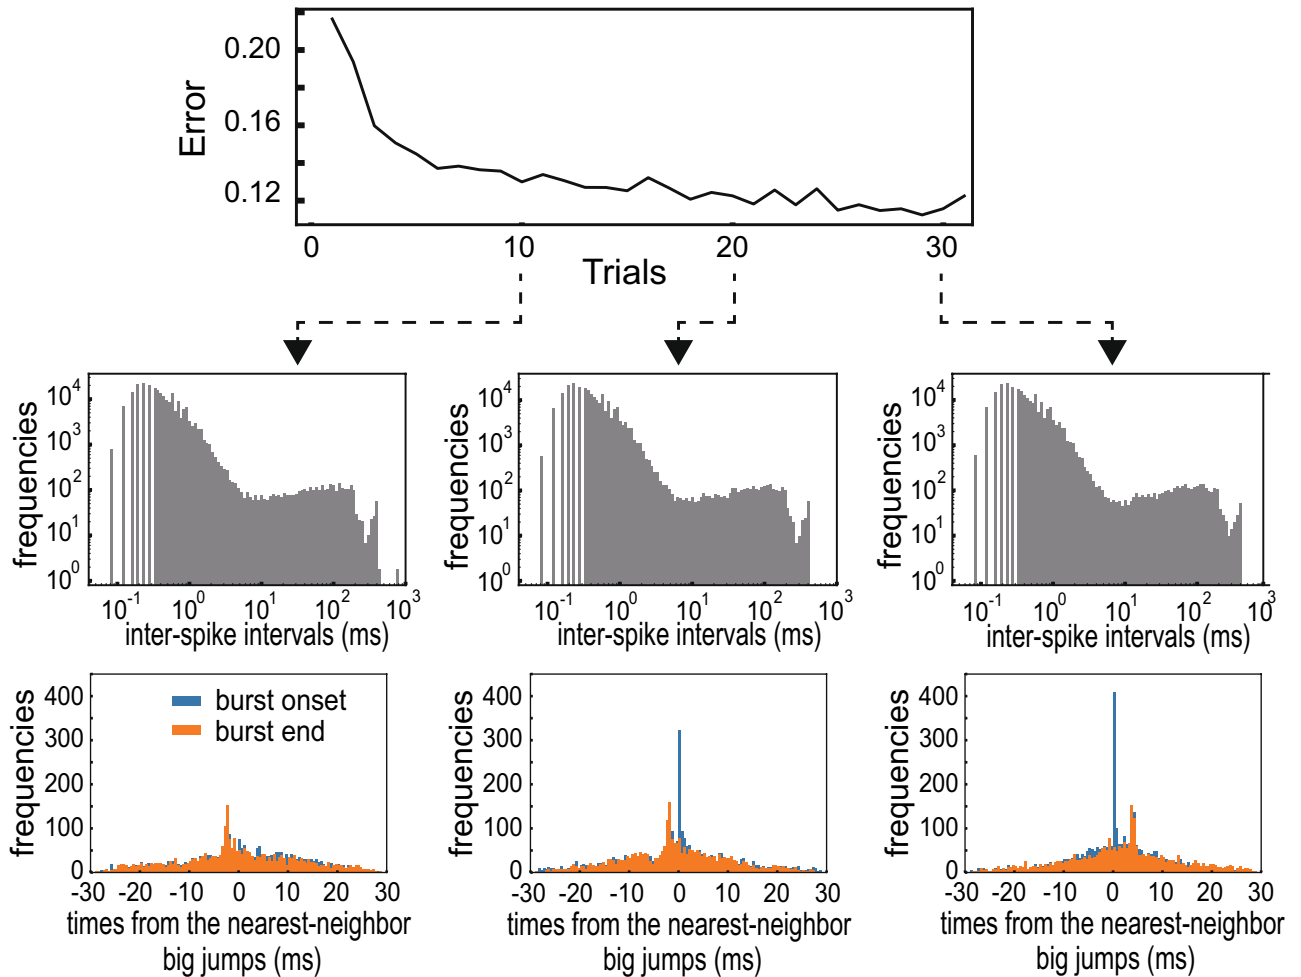 Error
0.20
0.16
0.12
0 10 20 30
Trials
frequencies
10^4
10^3
10^2
10^1
10^0
10^-1 10^0 10^1 10^2 10^3
inter-spike intervals (ms)
frequencies
10^4
10^3
10^2
10^1
10^0
10^-1 10^0 10^1 10^2 10^3
inter-spike intervals (ms)
frequencies
10^4
10^3
10^2
10^1
10^0
10^-1 10^0 10^1 10^2 10^3
inter-spike intervals (ms)
frequencies
400
300
200
100
0
burst onset
burst end
-30 -20 -10 0 10 20 30
times from the nearest-neighbor
big jumps (ms)
frequencies
400
300
200
100
0
-30 -20 -10 0 10 20 30
times from the nearest-neighbor
big jumps (ms)
frequencies
400
300
200
100
0
-30 -20 -10 0 10 20 30
times from the nearest-neighbor
big jumps (ms)